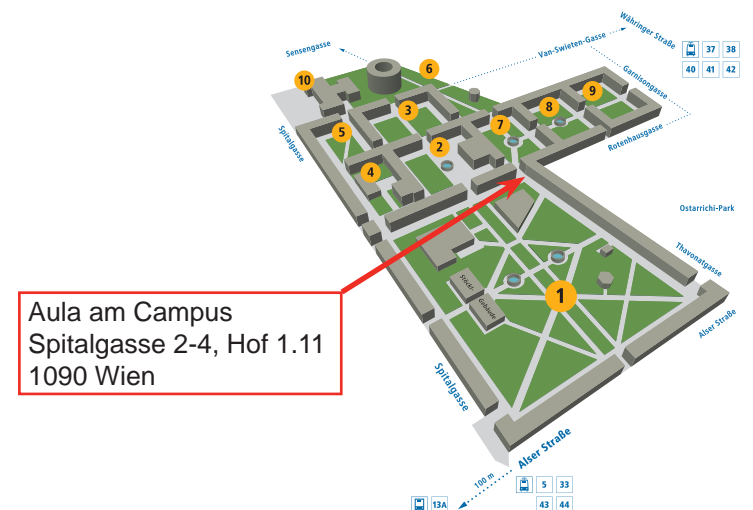 Währinger Straße
37 38
40 41 42
Sensengasse
Van-Swieten-Gasse
Garnisongasse
6
10
9
8
3
7
5
2
4
Spitalgasse
Rotenhausgasse
Ostarrichi-Park
Thavonatgasse
Stöckl-
Gebäude
1
Aula am Campus
Spitalgasse 2-4, Hof 1.11
1090 Wien
Alser Straße
Spitalgasse
Alser Straße
100 m
5 33
43 44
13A